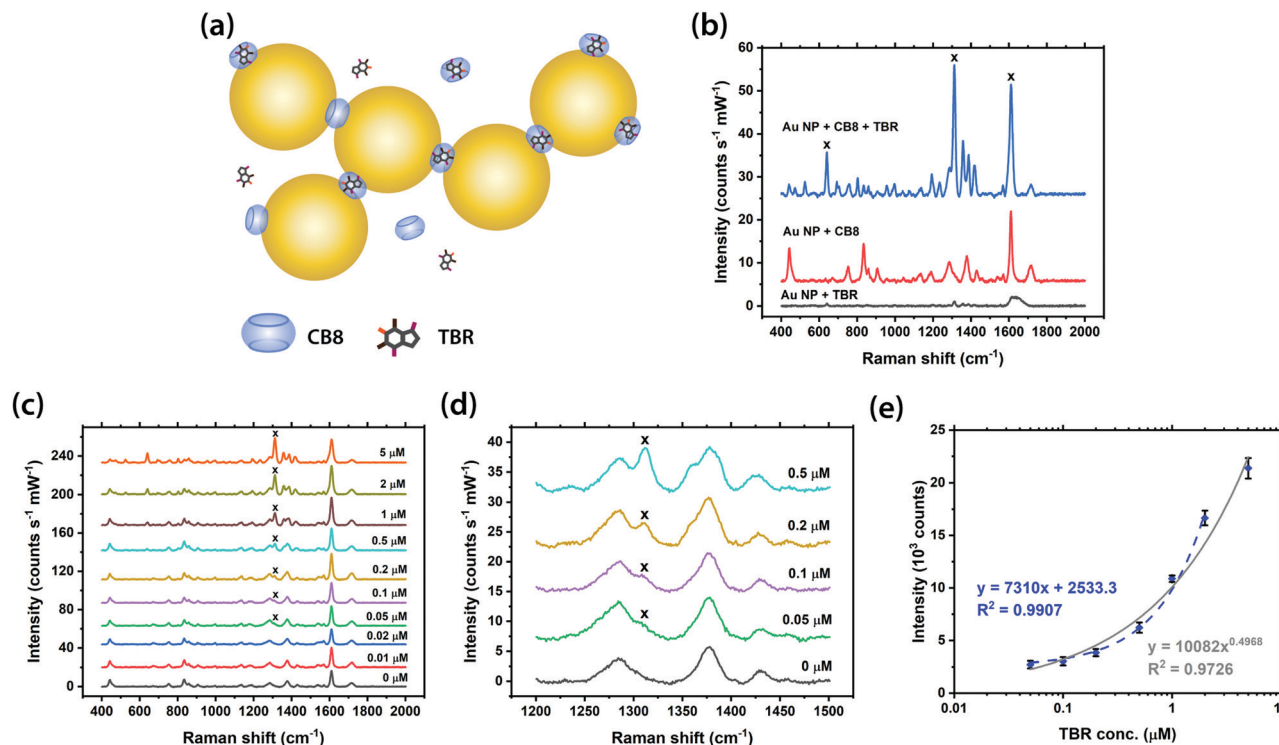 (a)
CB8
TBR
(b)
Intensity (counts s⁻¹ mW⁻¹)
60
50
40
30
20
10
0
x
x
x
Au NP + CB8 + TBR
Au NP + CB8
Au NP + TBR
400 600 800 1000 1200 1400 1600 1800 2000
Raman shift (cm⁻¹)
(c)
Intensity (counts s⁻¹ mW⁻¹)
240
200
160
120
80
40
0
x
5 μM
x
2 μM
x
1 μM
x
0.5 μM
x
0.2 μM
x
0.1 μM
x
0.05 μM
0.02 μM
0.01 μM
0 μM
400 600 800 1000 1200 1400 1600 1800 2000
Raman shift (cm⁻¹)
(d)
Intensity (counts s⁻¹ mW⁻¹)
40
35
30
25
20
15
10
5
0
x
0.5 μM
x
0.2 μM
x
0.1 μM
x
0.05 μM
0 μM
1200 1250 1300 1350 1400 1450 1500
Raman shift (cm⁻¹)
(e)
Intensity (10³ counts)
25
20
15
10
5
0
y = 7310x + 2533.3
R² = 0.9907
y = 10082x⁰·⁴⁹⁶⁸
R² = 0.9726
0.01 0.1 1
TBR conc. (μM)